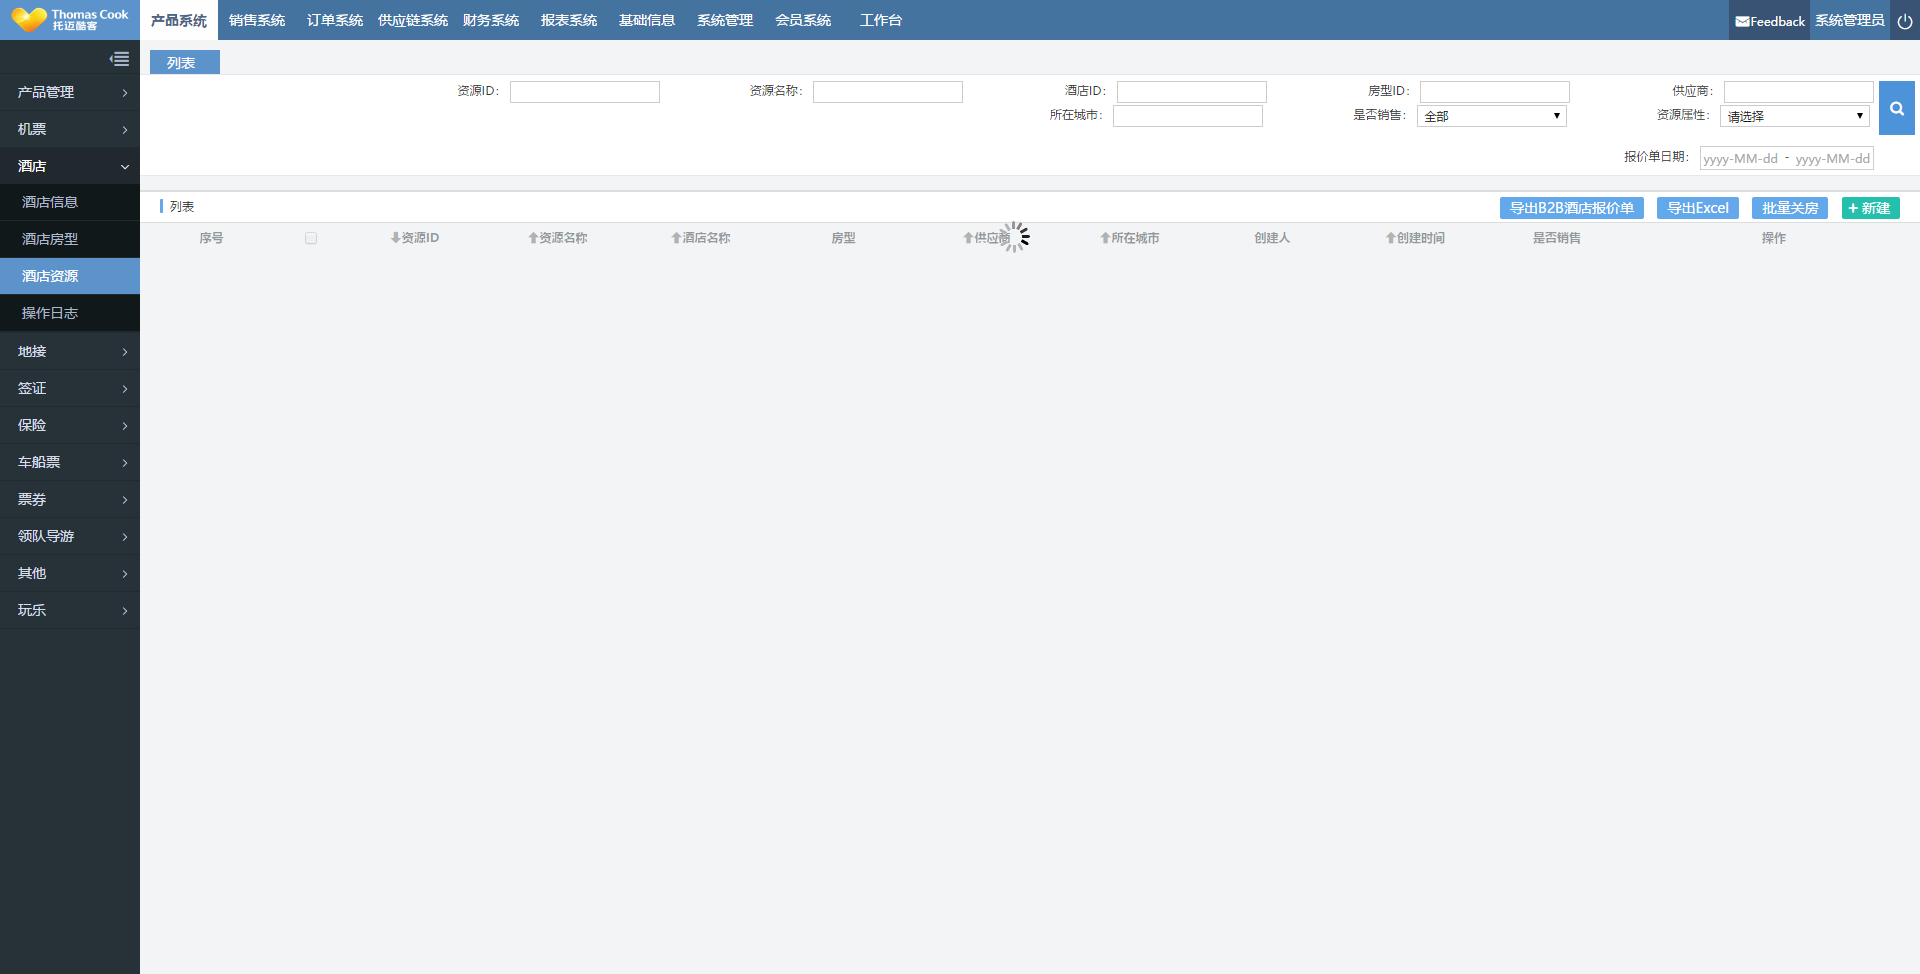 Thomas Cook
托迈酷客
产品系统 销售系统 订单系统 供应链系统 财务系统 报表系统 基础信息 系统管理 会员系统 工作台
Feedback 系统管理员
产品管理
机票
酒店
酒店信息
酒店房型
酒店资源
操作日志
地接
签证
保险
车船票
票券
领队导游
其他
玩乐
列表
资源ID: 资源名称: 酒店ID: 房型ID: 供应商:
所在城市: 是否销售: 全部 资源属性: 请选择
报价单日期: yyyy-MM-dd - yyyy-MM-dd
列表
导出B2B酒店报价单 导出Excel 批量关房 +新建
序号 资源ID 资源名称 酒店名称 房型 供应商 所在城市 创建人 创建时间 是否销售 操作